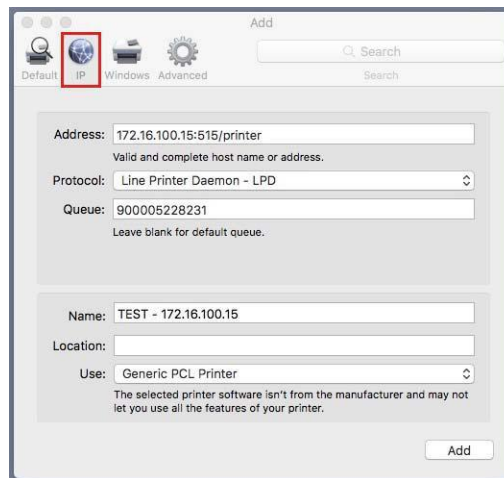 Add
Default IP Windows Advanced
Search
Search
Address: 172.16.100.15:515/printer
Valid and complete host name or address.
Protocol: Line Printer Daemon - LPD
Queue: 900005228231
Leave blank for default queue.
Name: TEST - 172.16.100.15
Location:
Use: Generic PCL Printer
The selected printer software isn't from the manufacturer and may not
let you use all the features of your printer.
Add